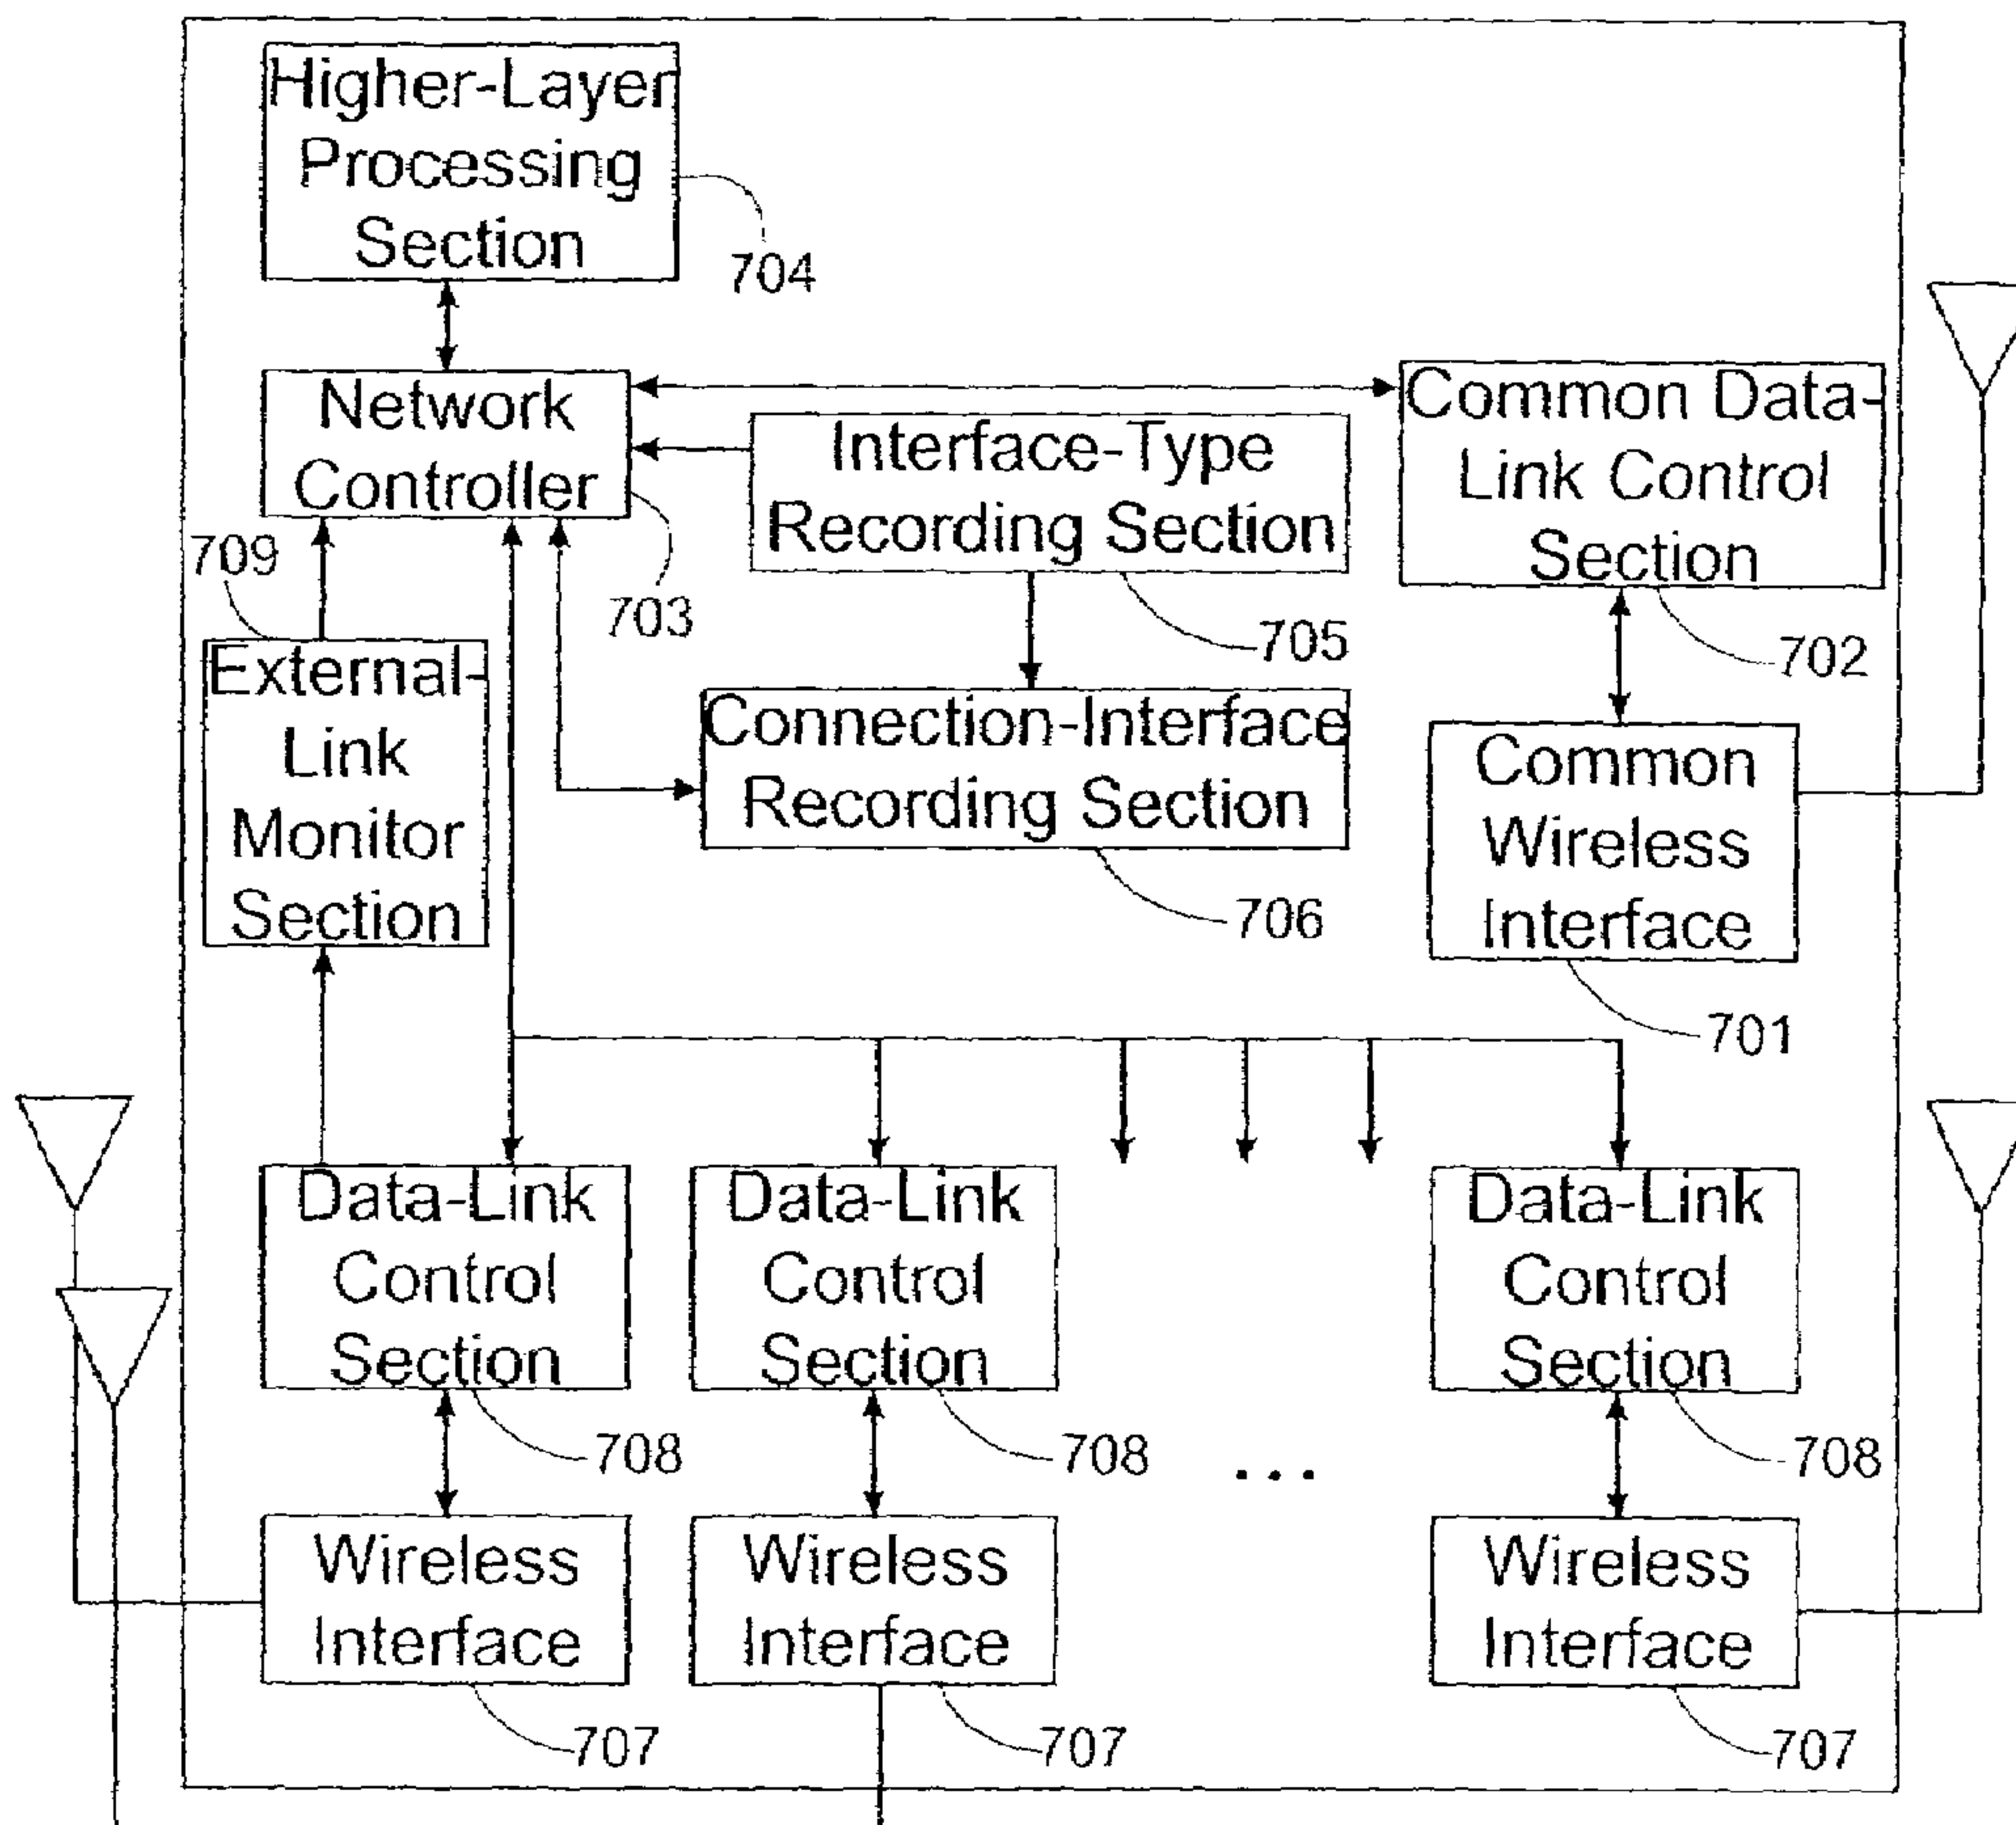 Higher-Layer
Processing
Section
704
Network
Controller
703
Interface-Type
Recording Section
705
Common Data-
Link Control
Section
702
709
External-
Link
Monitor
Section
Connection-Interface
Recording Section
706
Common
Wireless
Interface
701
Data-Link
Control
Section
708
Data-Link
Control
Section
708
...
Data-Link
Control
Section
708
Wireless
Interface
707
Wireless
Interface
707
Wireless
Interface
707